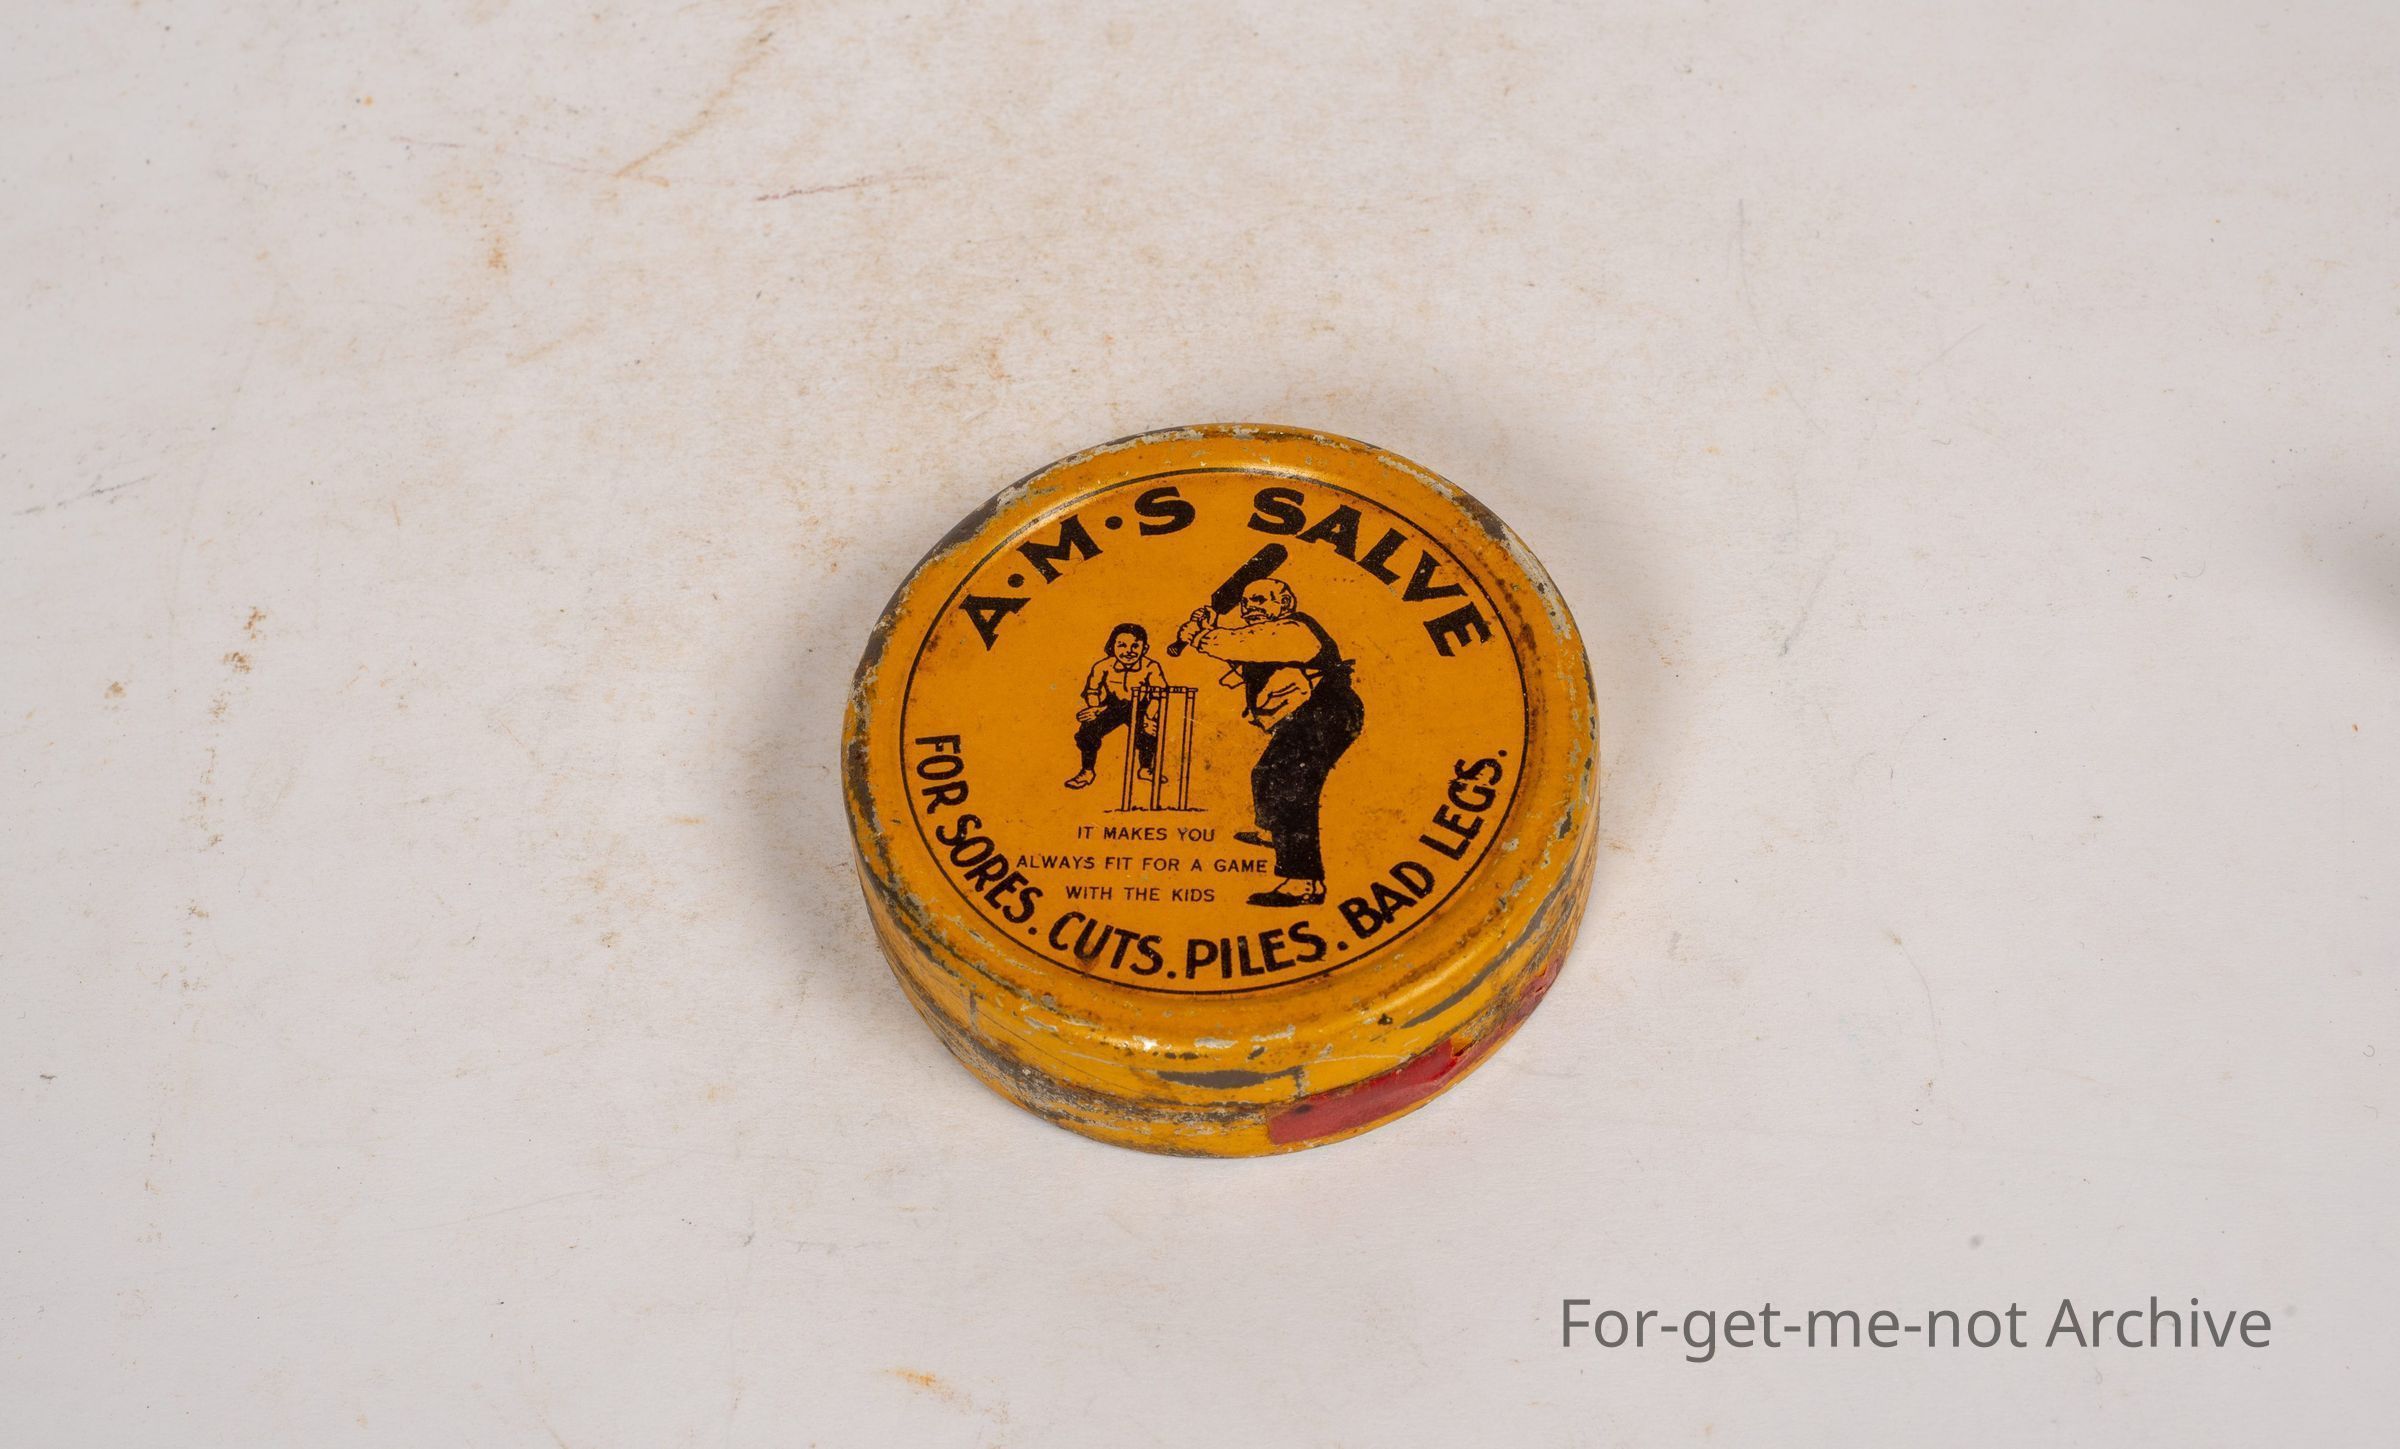 A·M·S SALVE
IT MAKES YOU
ALWAYS FIT FOR A GAME
WITH THE KIDS
FOR SORES. CUTS. PILES. BAD LEGS.
For-get-me-not Archive